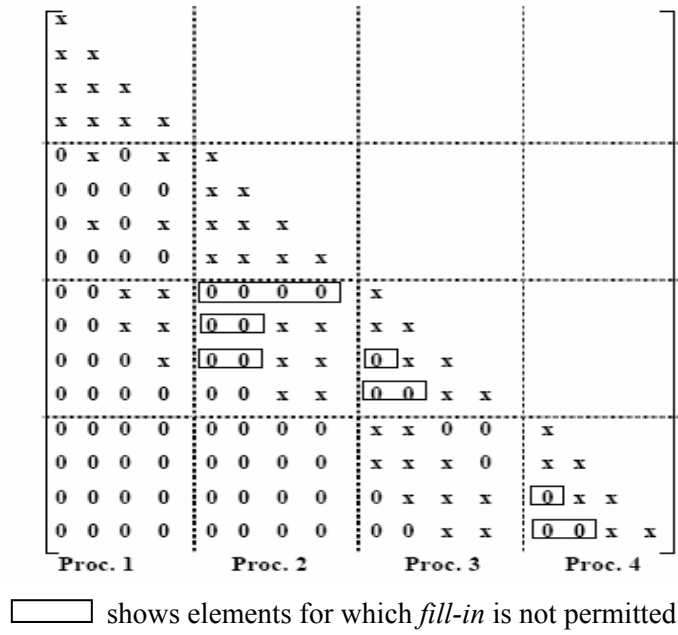 x
x x
x x x
x x x x
0 x 0 x x
0 0 0 0 x x
0 x 0 x x x x
0 0 0 0 x x x x
0 0 x x 0 0 0 0 x
0 0 x x 0 0 x x x x
0 0 0 x 0 0 x x 0 x x
0 0 0 0 0 0 x x 0 0 x x
0 0 0 0 0 0 0 0 x x 0 0 x
0 0 0 0 0 0 0 0 x x x 0 x x
0 0 0 0 0 0 0 0 0 x x x 0 x x
0 0 0 0 0 0 0 0 0 0 x x 0 0 x x
Proc. 1 Proc. 2 Proc. 3 Proc. 4
shows elements for which fill-in is not permitted